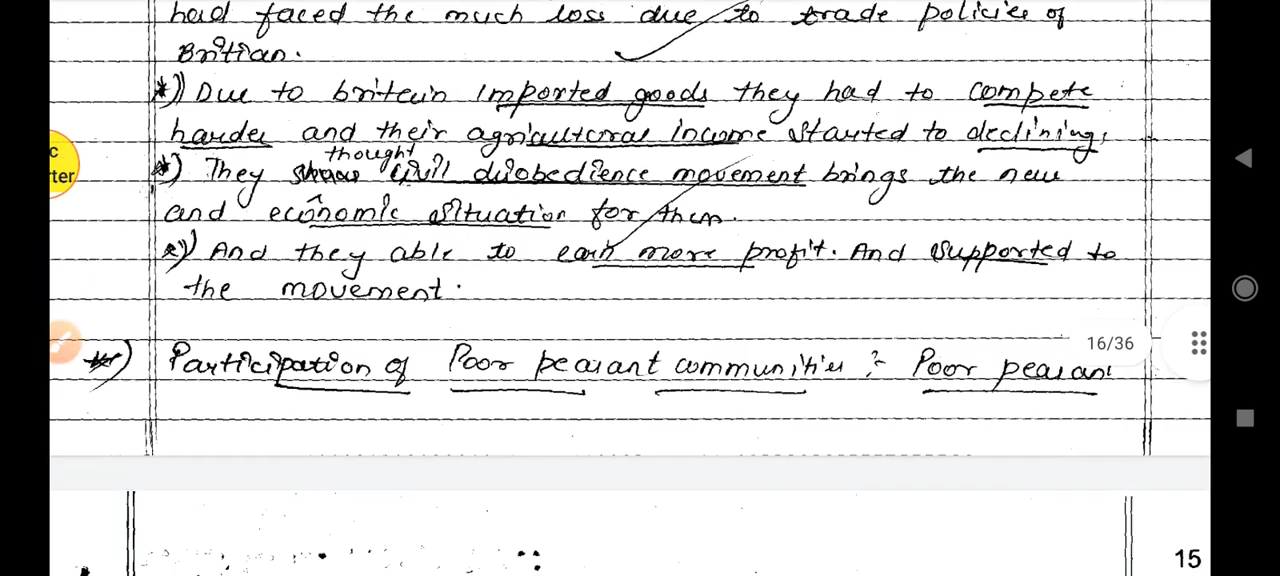 had faced the much loss due to trade policies of
Britian.
*) Due to britain imported goods they had to compete
harder and their agricultural income started to declining,
thought
*) They civil disobedience movement brings the new
and economic situation for them.
*) And they able to earn more profit. And supported to
the movement.
16/36
*) Participation of Poor peasant communities : Poor peasant
15